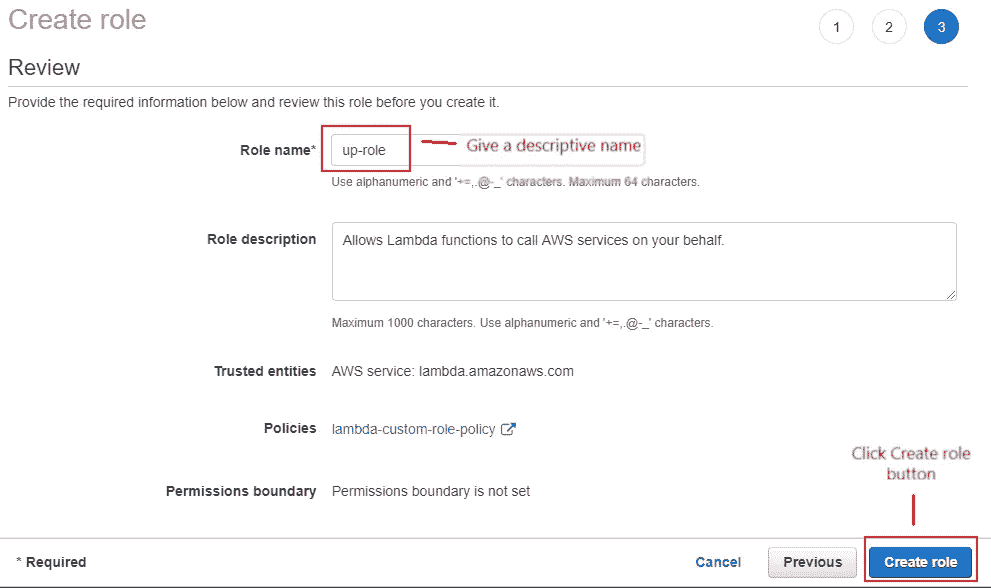 Create role
1 2 3
Review
Provide the required information below and review this role before you create it.
Role name* up-role Give a descriptive name
Use alphanumeric and '+=,.@-_' characters. Maximum 64 characters.
Role description Allows Lambda functions to call AWS services on your behalf.
Maximum 1000 characters. Use alphanumeric and '+=,.@-_' characters.
Trusted entities AWS service: lambda.amazonaws.com
Policies lambda-custom-role-policy
Click Create role
button
Permissions boundary Permissions boundary is not set
* Required Cancel Previous Create role